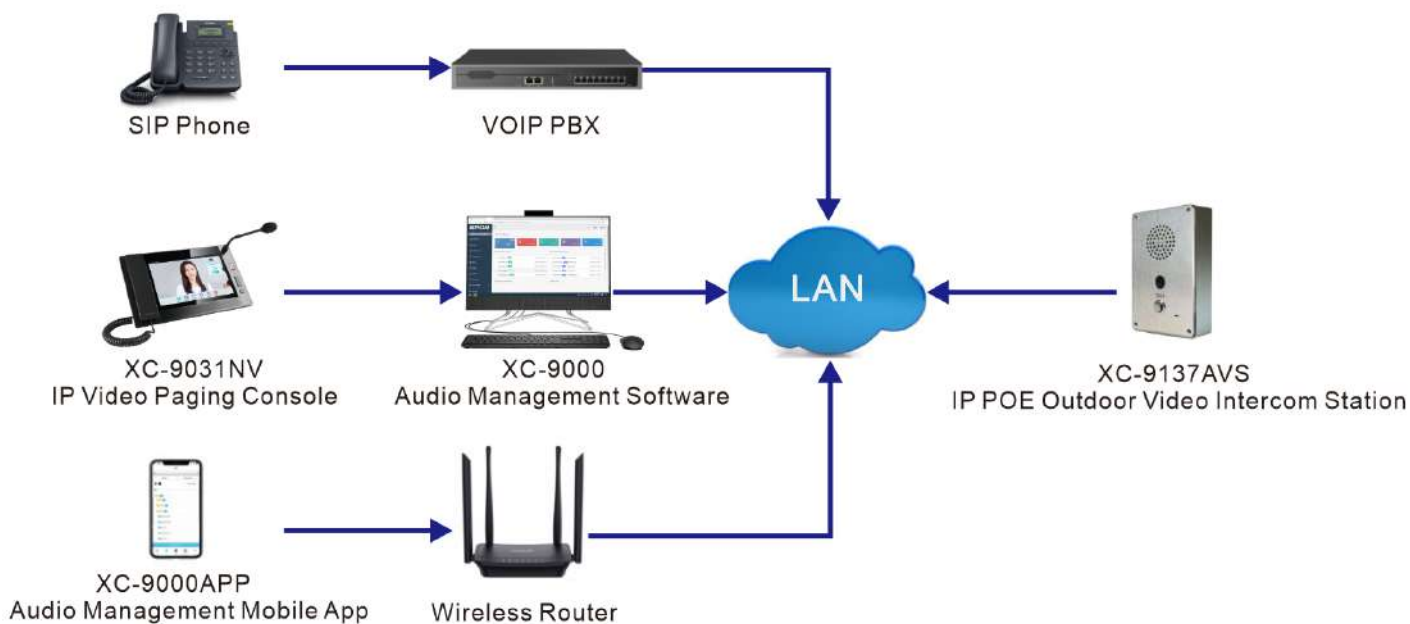 SIP Phone
VOIP PBX
LAN
XC-9031NV
IP Video Paging Console
XC-9000
Audio Management Software
XC-9137AVS
IP POE Outdoor Video Intercom Station
XC-9000APP
Audio Management Mobile App
Wireless Router